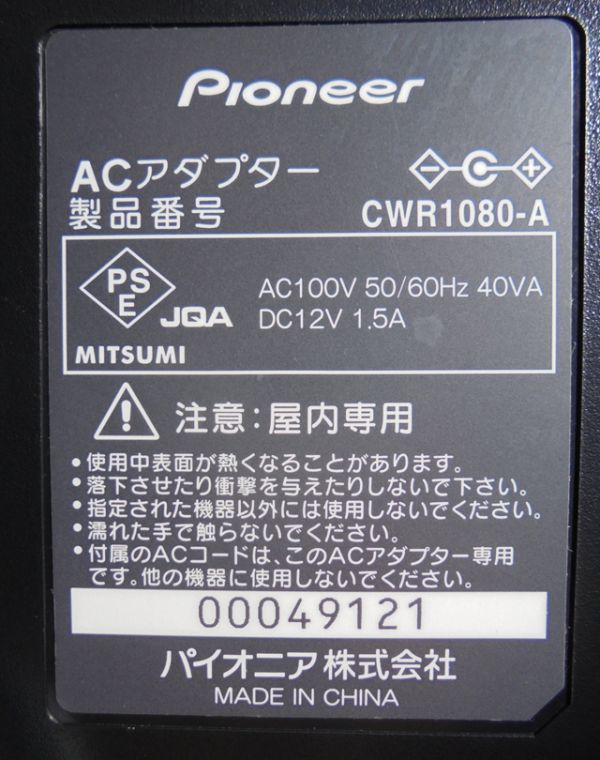 Pioneer
ACアダプター
製品番号 CWR1080-A
PSE JQA AC100V 50/60Hz 40VA
DC12V 1.5A
MITSUMI
注意:屋内専用
•使用中表面が熱くなることがあります。
•落下させたり衝撃を与えたりしないで下さい。
•指定された機器以外には使用しないでください。
•濡れた手で触らないでください。
•付属のACコードは、このACアダプター専用
です。他の機器に使用しないでください。
00049121
パイオニア株式会社
MADE IN CHINA